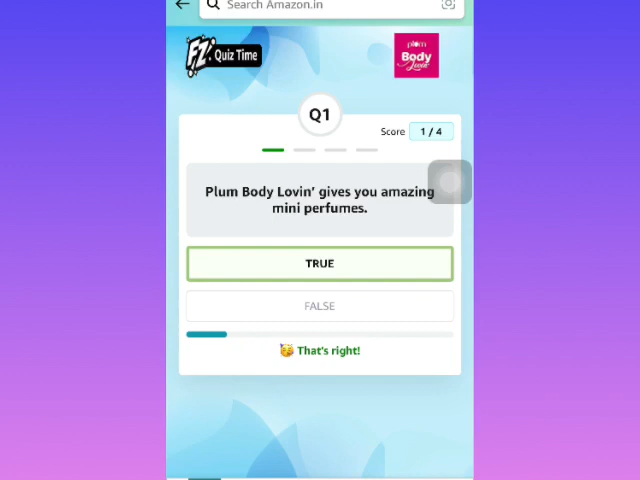 Search Amazon.in
FZ. Quiz Time
plum
Body
Lovin'
Q1
Score 1 / 4
Plum Body Lovin' gives you amazing
mini perfumes.
TRUE
FALSE
That's right!